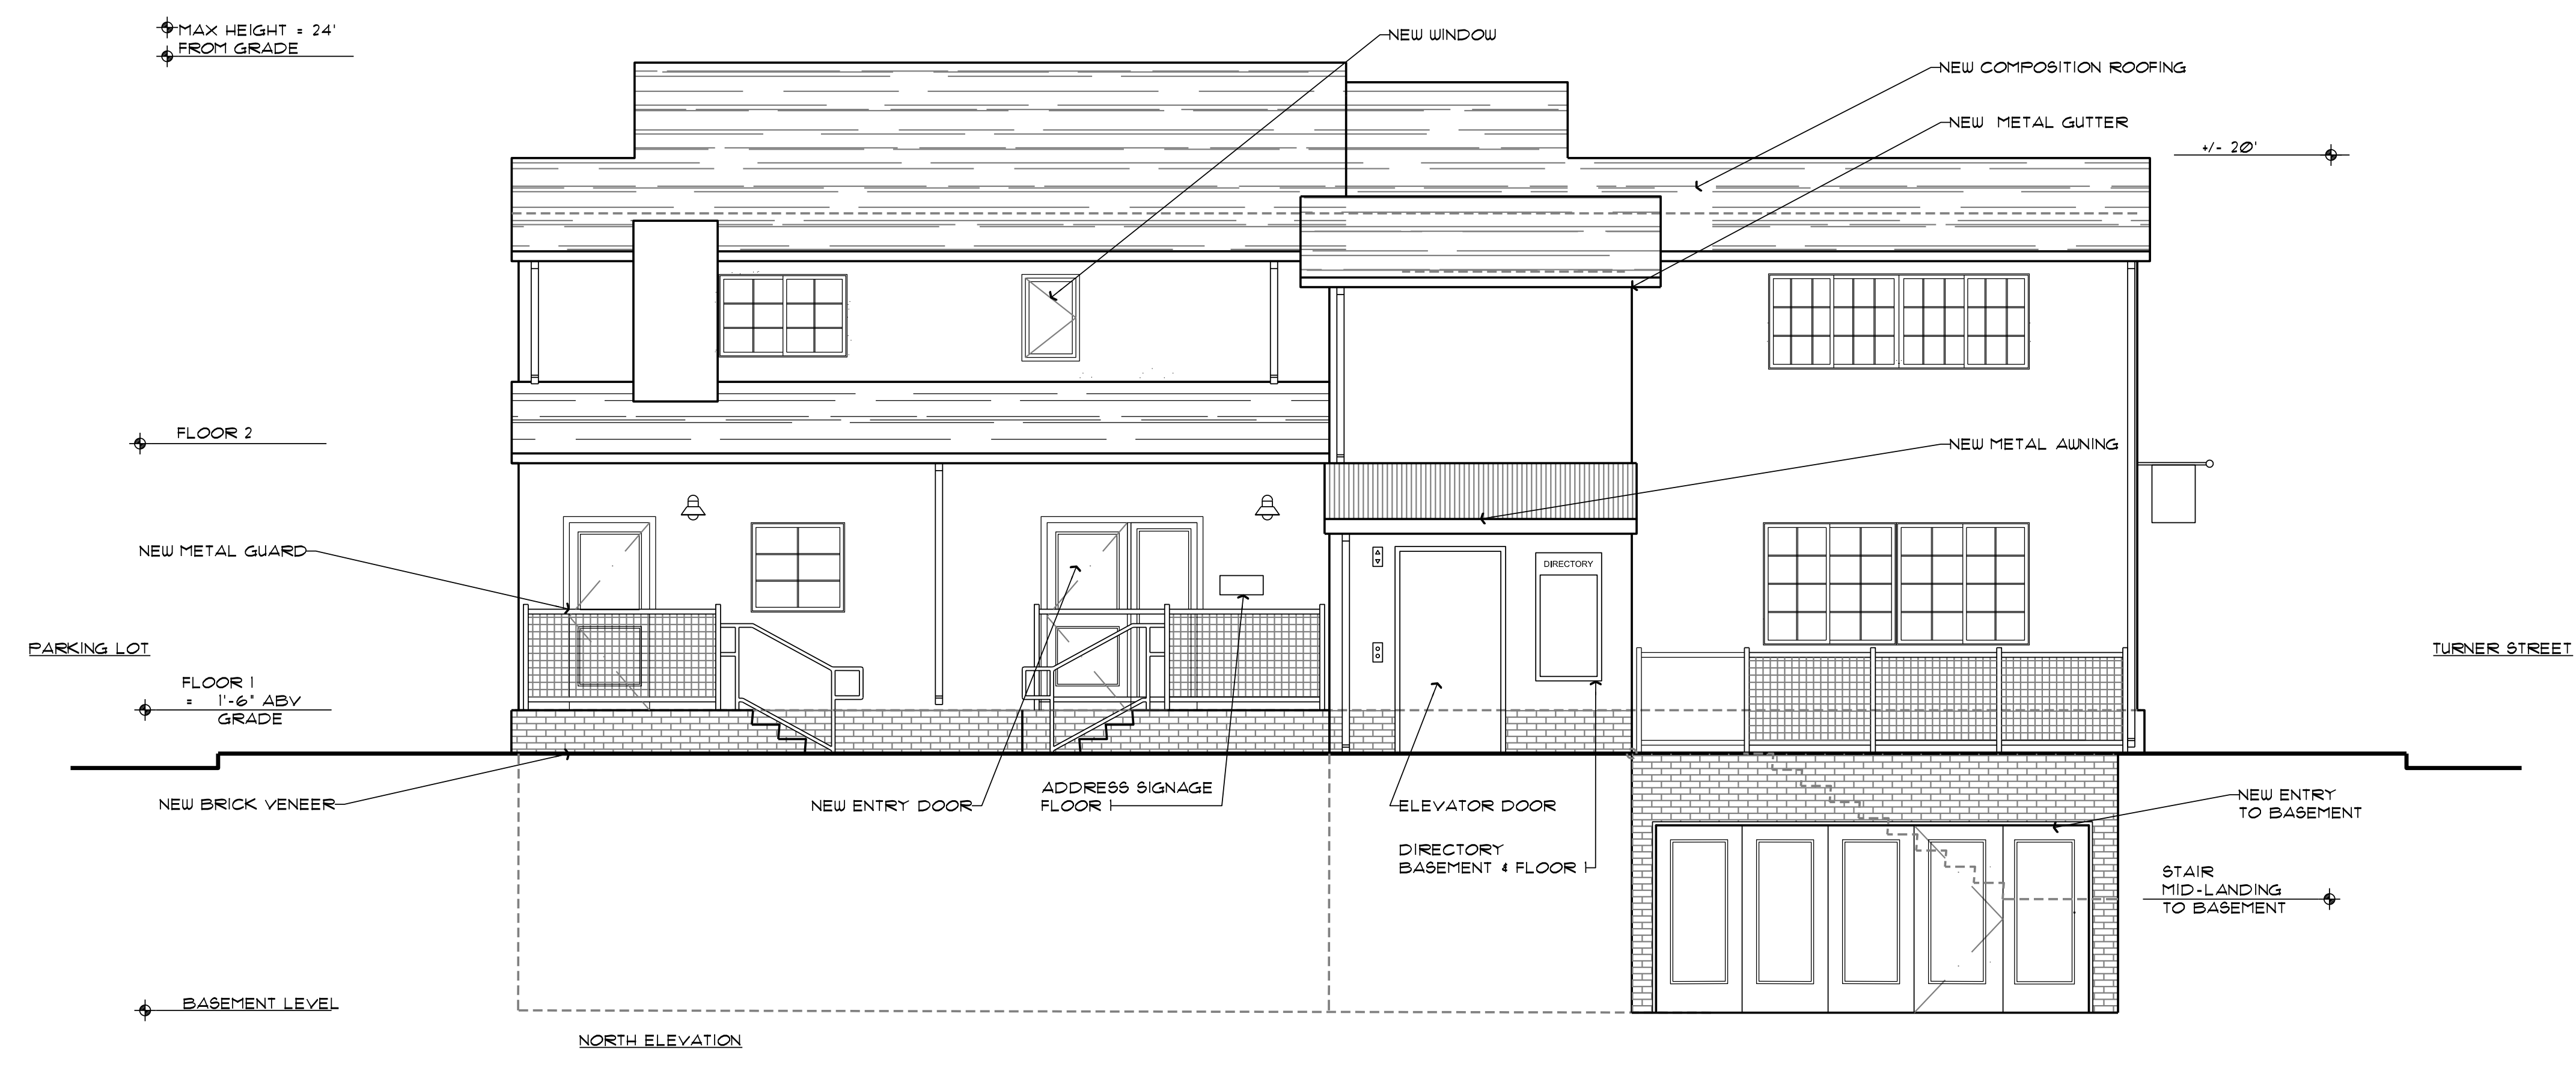 MAX HEIGHT = 24'
FROM GRADE
NEW WINDOW
NEW COMPOSITION ROOFING
NEW METAL GUTTER
+/- 20'
FLOOR 2
NEW METAL AWNING
NEW METAL GUARD
DIRECTORY
PARKING LOT
TURNER STREET
FLOOR 1
= 1'-6" ABV
GRADE
NEW BRICK VENEER
NEW ENTRY DOOR
ADDRESS SIGNAGE
FLOOR 1
ELEVATOR DOOR
NEW ENTRY
TO BASEMENT
DIRECTORY
BASEMENT & FLOOR 1
STAIR
MID-LANDING
TO BASEMENT
BASEMENT LEVEL
NORTH ELEVATION